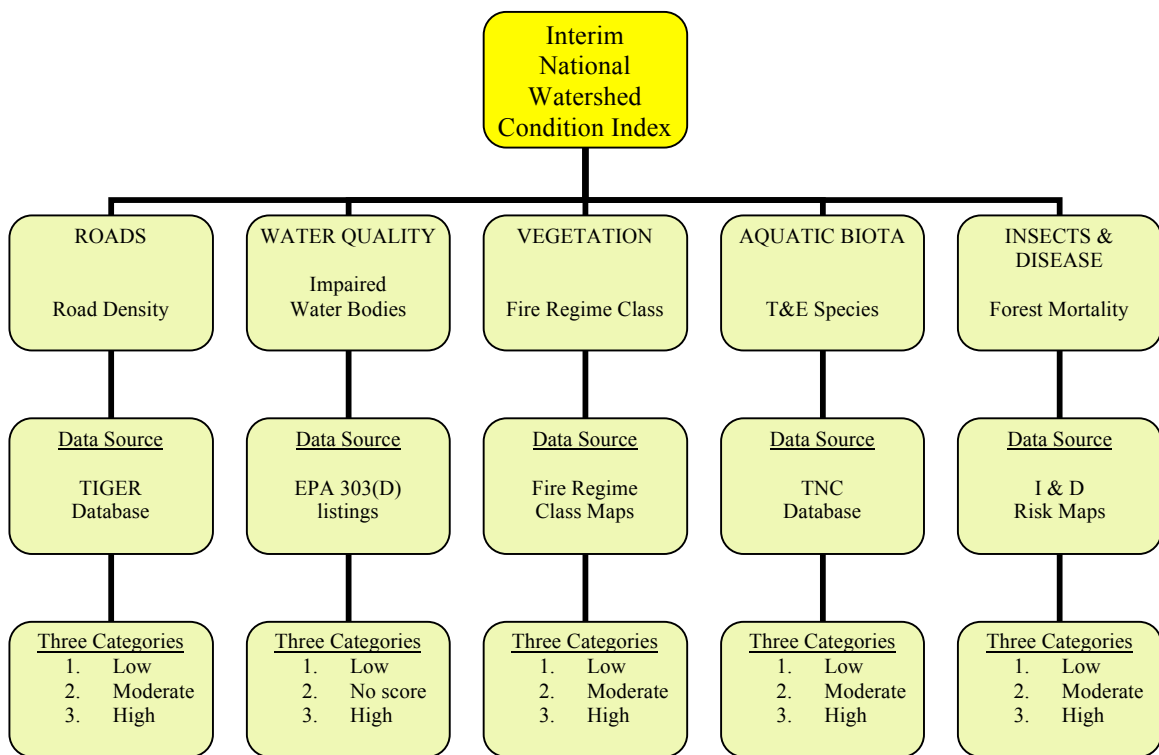 Interim
National
Watershed
Condition Index
ROADS
Road Density
WATER QUALITY
Impaired
Water Bodies
VEGETATION
Fire Regime Class
AQUATIC BIOTA
T&E Species
INSECTS &
DISEASE
Forest Mortality
Data Source
TIGER
Database
Data Source
EPA 303(D)
listings
Data Source
Fire Regime
Class Maps
Data Source
TNC
Database
Data Source
I & D
Risk Maps
Three Categories
1. Low
2. Moderate
3. High
Three Categories
1. Low
2. No score
3. High
Three Categories
1. Low
2. Moderate
3. High
Three Categories
1. Low
2. Moderate
3. High
Three Categories
1. Low
2. Moderate
3. High